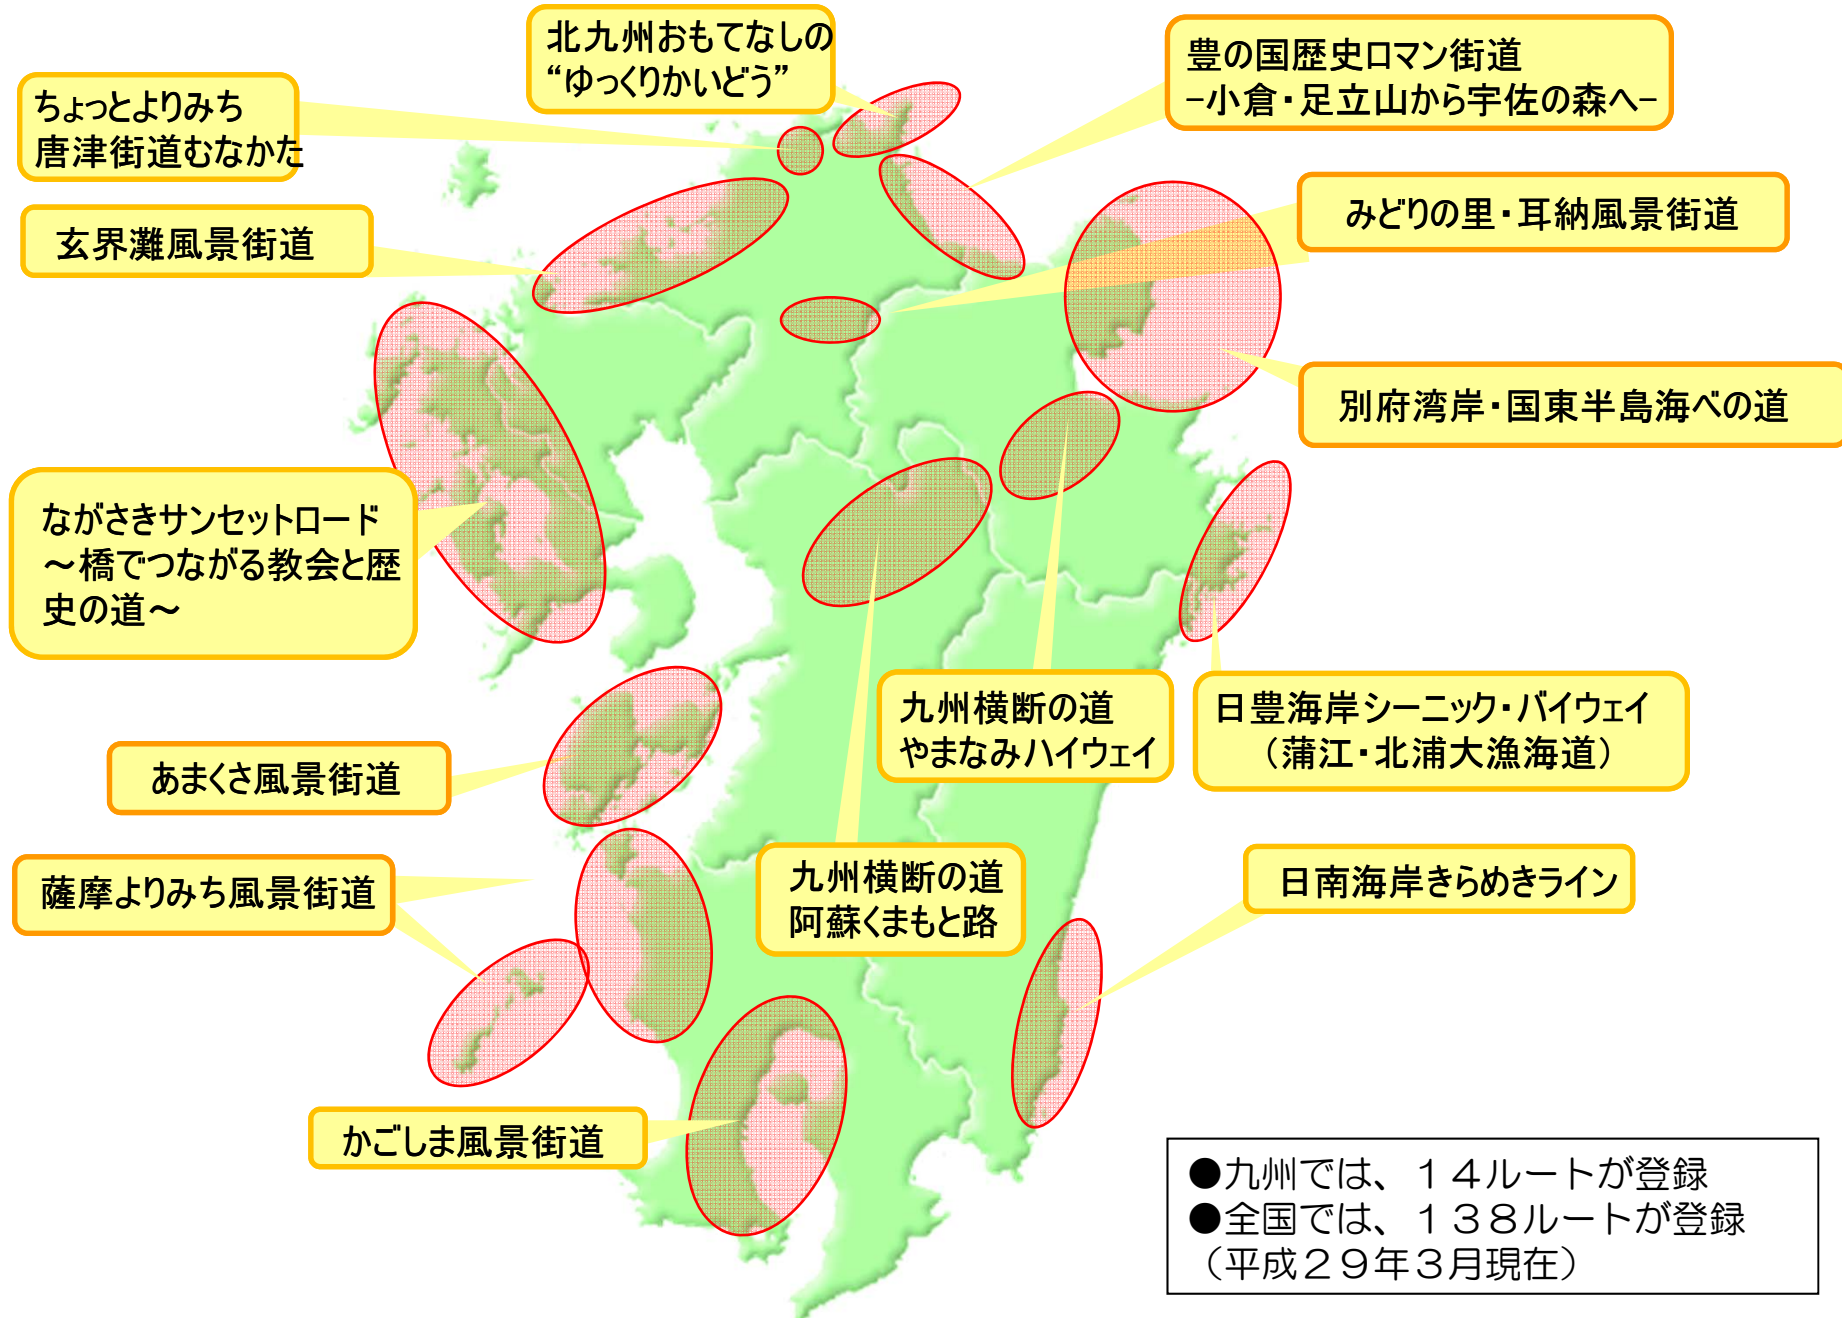 北九州おもてなしの
“ゆっくりかいどう”
豊の国歴史ロマン街道
−小倉・足立山から宇佐の森へ−
ちょっとよりみち
唐津街道むなかた
みどりの里・耳納風景街道
玄界灘風景街道
別府湾岸・国東半島海べの道
ながさきサンセットロード
～橋でつながる教会と歴
史の道～
九州横断の道
やまなみハイウェイ
日豊海岸シーニック・バイウェイ
（蒲江・北浦大漁海道）
あまくさ風景街道
九州横断の道
阿蘇くまもと路
薩摩よりみち風景街道
日南海岸きらめきライン
かごしま風景街道
●九州では、１４ルートが登録
●全国では、１３８ルートが登録
（平成２９年３月現在）